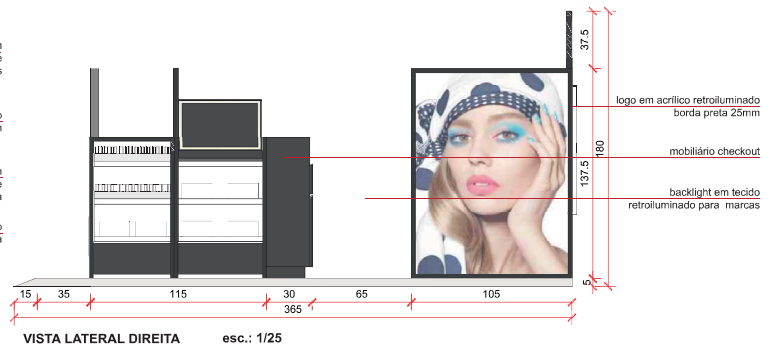 37.5
logo em acrílico retroiluminado
borda preta 25mm
180
mobiliário checkout
137.5
backlight em tecido
retroiluminado para marcas
5
15 35 115 30 65 105
365
VISTA LATERAL DIREITA esc.: 1/25